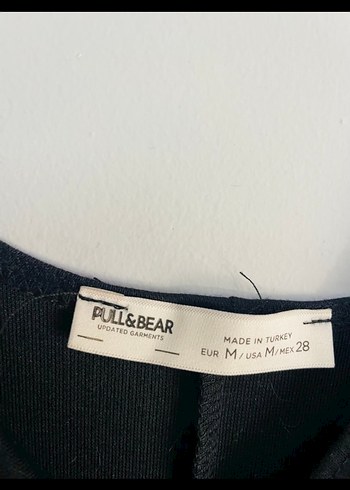 PULL&BEAR
UPDATED GARMENTS
MADE IN TURKEY
EUR M / USA M / MEX 28